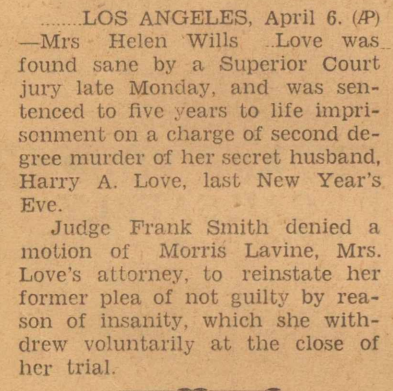 LOS ANGELES, April 6. (AP)
—Mrs Helen Wills Love was
found sane by a Superior Court
jury late Monday, and was sen-
tenced to five years to life impri-
sonment on a charge of second de-
gree murder of her secret husband,
Harry A. Love, last New Year's
Eve.
Judge Frank Smith denied a
motion of Morris Lavine, Mrs.
Love's attorney, to reinstate her
former plea of not guilty by rea-
son of insanity, which she with-
drew voluntarily at the close of
her trial.